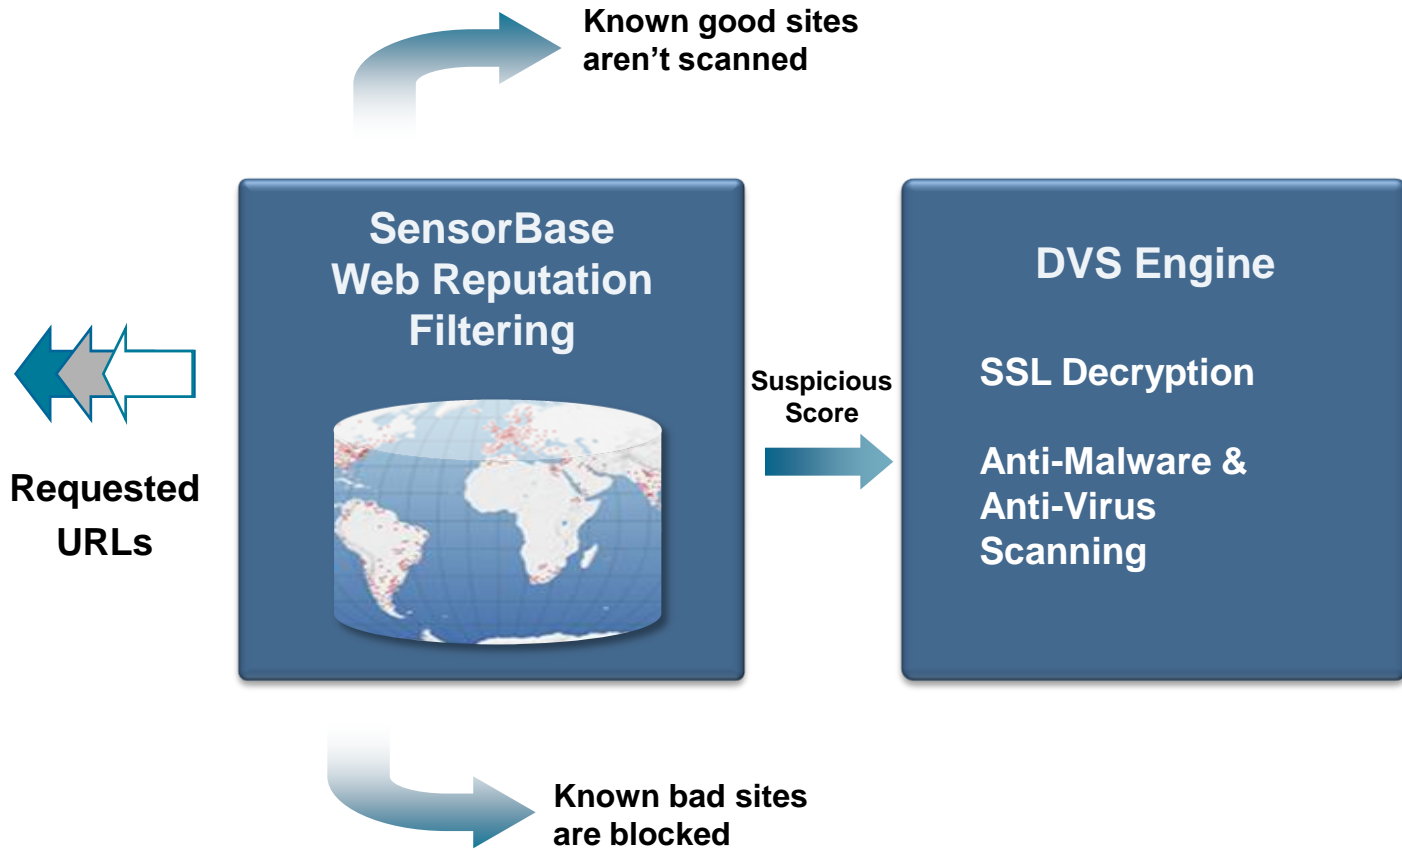 Known good sites
aren’t scanned
SensorBase
Web Reputation
Filtering
DVS Engine
SSL Decryption
Anti-Malware &
Anti-Virus
Scanning
Suspicious
Score
Requested
URLs
Known bad sites
are blocked